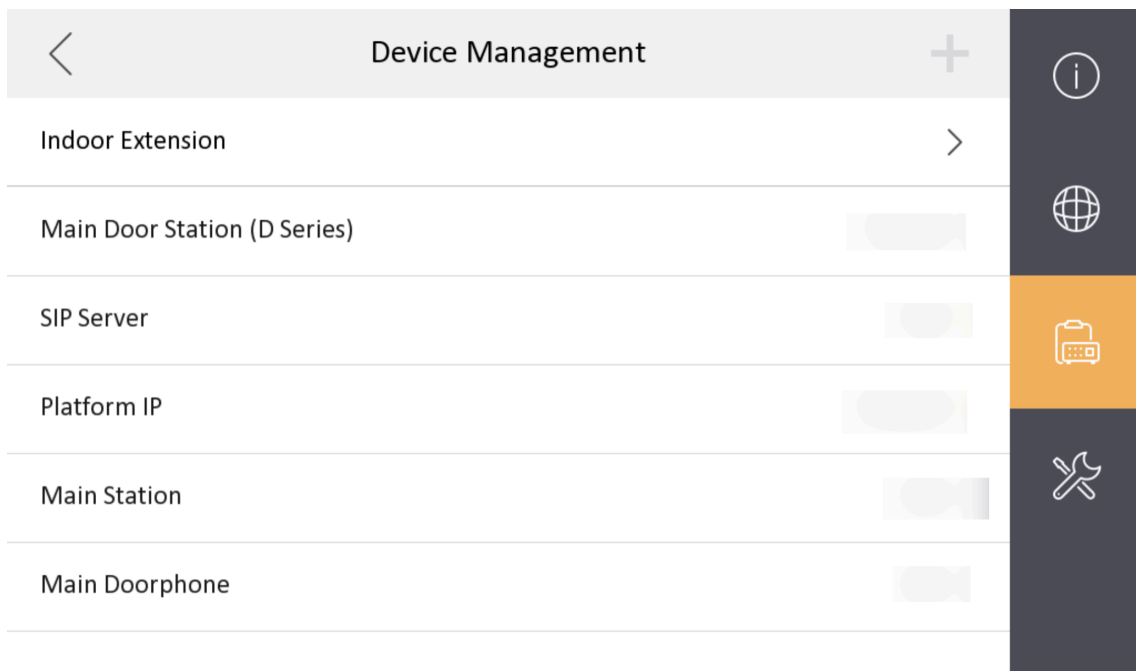 Device Management
Indoor Extension
Main Door Station (D Series)
SIP Server
Platform IP
Main Station
Main Doorphone